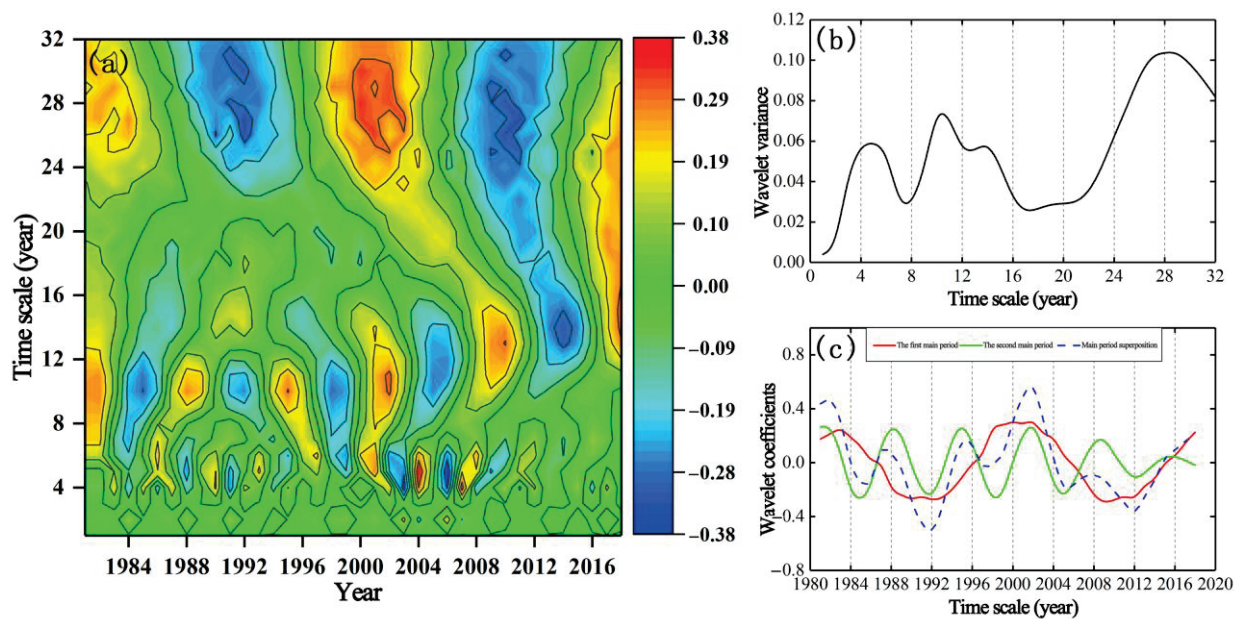 (a)
32
28
24
20
16
12
8
4
Time scale (year)
1984 1988 1992 1996 2000 2004 2008 2012 2016
Year
0.38
0.29
0.19
0.10
0.00
−0.09
−0.19
−0.28
−0.38
(b)
0.12
0.10
0.08
0.06
0.04
0.02
0.00
Wavelet variance
0 4 8 12 16 20 24 28 32
Time scale (year)
(c)
The first main period The second main period Main period superposition
0.8
0.4
0.0
-0.4
-0.8
Wavelet coefficients
1980 1984 1988 1992 1996 2000 2004 2008 2012 2016 2020
Time scale (year)